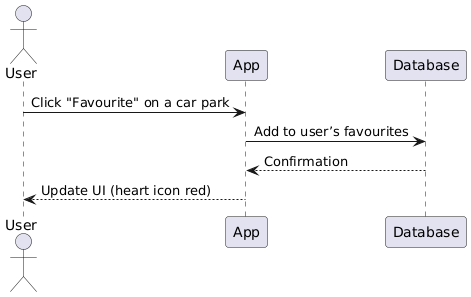 User
App
Database
Click "Favourite" on a car park
Add to user’s favourites
Confirmation
Update UI (heart icon red)
User
App
Database